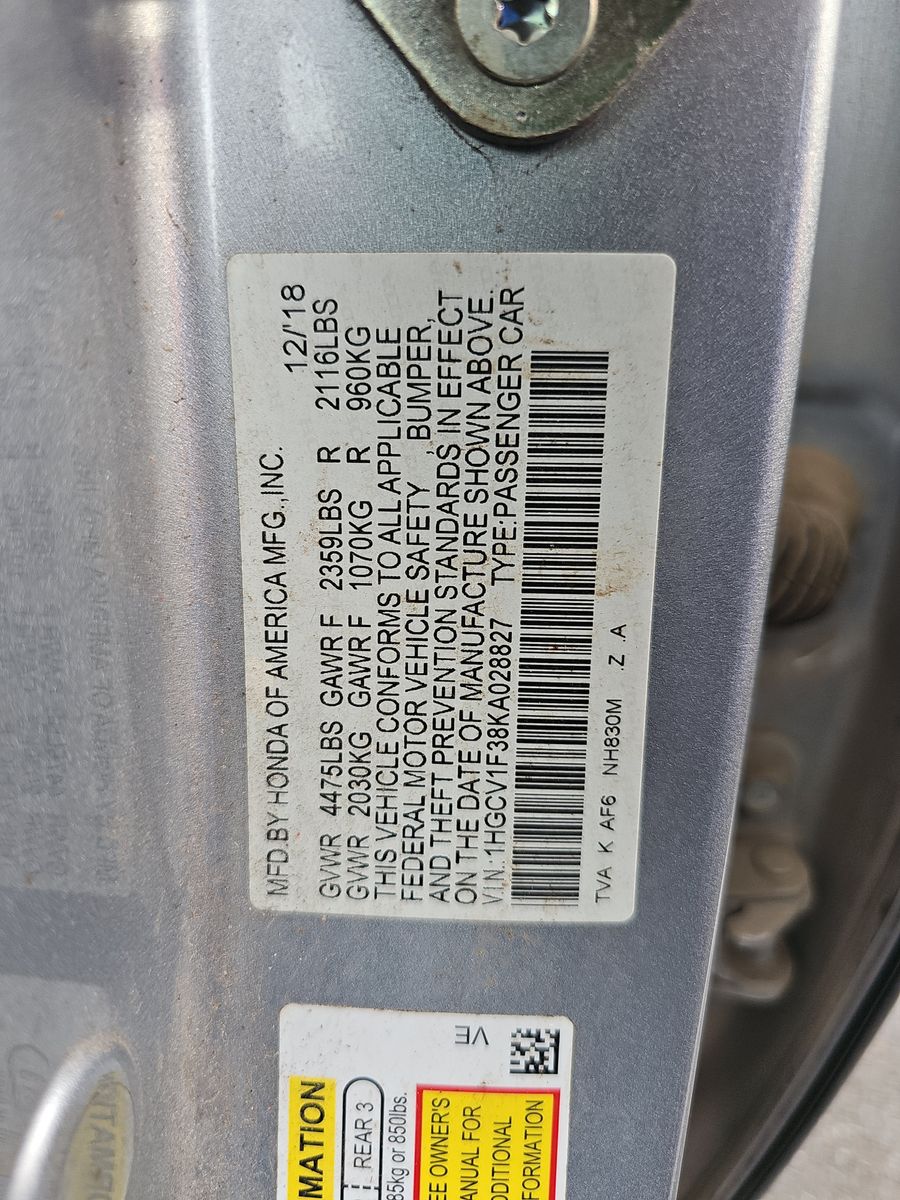 MFD.BY HONDA OF AMERICA MFG.,INC.
12/'18
GVWR 4475LBS GAWR F 2359LBS R 2116LBS
GVWR 2030KG GAWR F 1070KG R 960KG
THIS VEHICLE CONFORMS TO ALL APPLICABLE
FEDERAL MOTOR VEHICLE SAFETY , BUMPER,
AND THEFT PREVENTION STANDARDS IN EFFECT
ON THE DATE OF MANUFACTURE SHOWN ABOVE.
V.I.N.:1HGCV1F38KA028827 TYPE:PASSENGER CAR
TVA K AF6 NH830M .Z .A
VE
MATION
REAR 3
85kg or 850lbs.
EE OWNER'S
ANUAL FOR
DDITIONAL
FORMATION